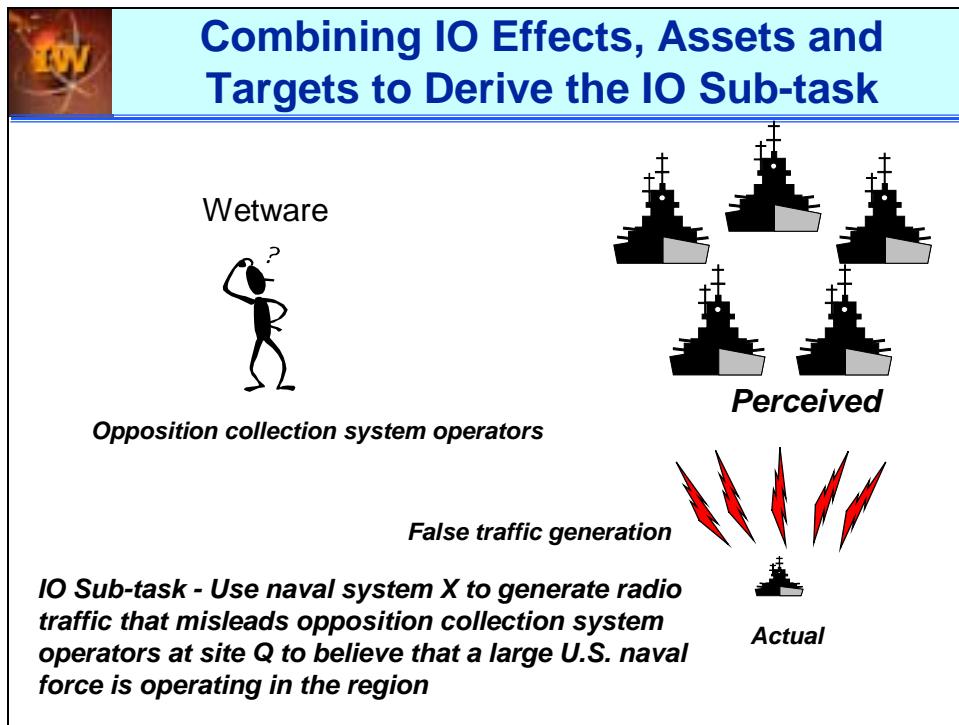 IW
Combining IO Effects, Assets and
Targets to Derive the IO Sub-task
Wetware
?
Opposition collection system operators
Perceived
False traffic generation
Actual
IO Sub-task - Use naval system X to generate radio
traffic that misleads opposition collection system
operators at site Q to believe that a large U.S. naval
force is operating in the region